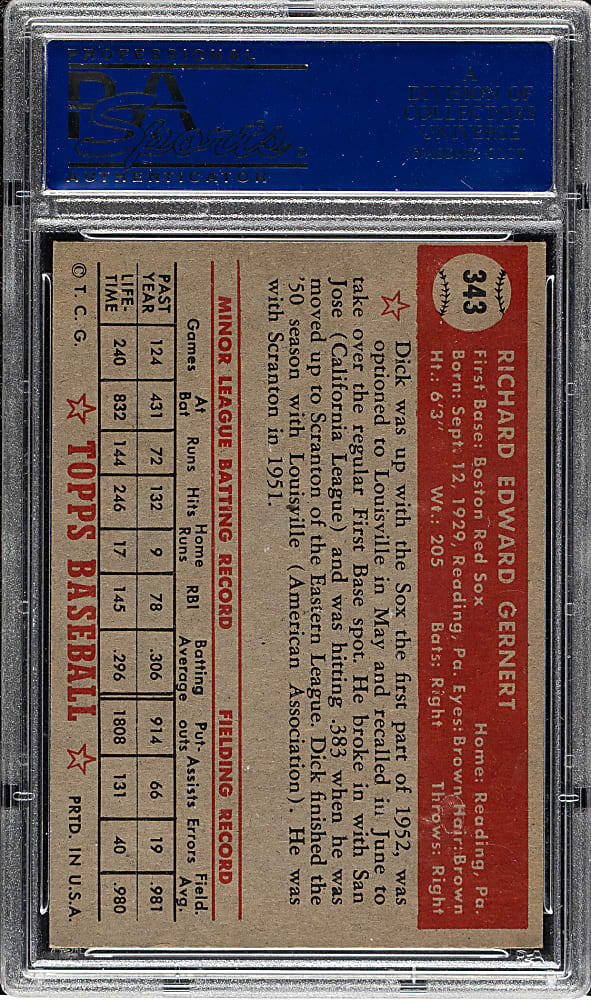 PROFESSIONAL
PSA
Sports
AUTHENTICATOR
A
DIVISION OF
COLLECTORS
UNIVERSE
NASDAQ: CLCT
343
RICHARD EDWARD GERNERT
First Base: Boston Red Sox Home: Reading, Pa.
Born: Sept. 12, 1929, Reading, Pa. Eyes: Brown Hair: Brown
Ht.: 6'3" Wt.: 205 Bats: Right Throws: Right
Dick was up with the Sox the first part of 1952, was
optioned to Louisville in May and recalled in June to
take over the regular First Base spot. He broke in with San
Jose (California League) and was hitting .383 when he was
moved up to Scranton of the Eastern League. Dick finished the
'50 season with Louisville (American Association). He was
with Scranton in 1951.
MINOR LEAGUE BATTING RECORD FIELDING RECORD
Games At Bat Runs Hits Home Runs RBI Batting Average Put-outs Assists Errors Field. Avg.
PAST YEAR 124 431 72 132 9 78 .306 914 66 19 .981
LIFE-TIME 240 832 144 246 17 145 .296 1808 131 40 .980
© T. C. G. TOPPS BASEBALL PRTD. IN U.S.A.